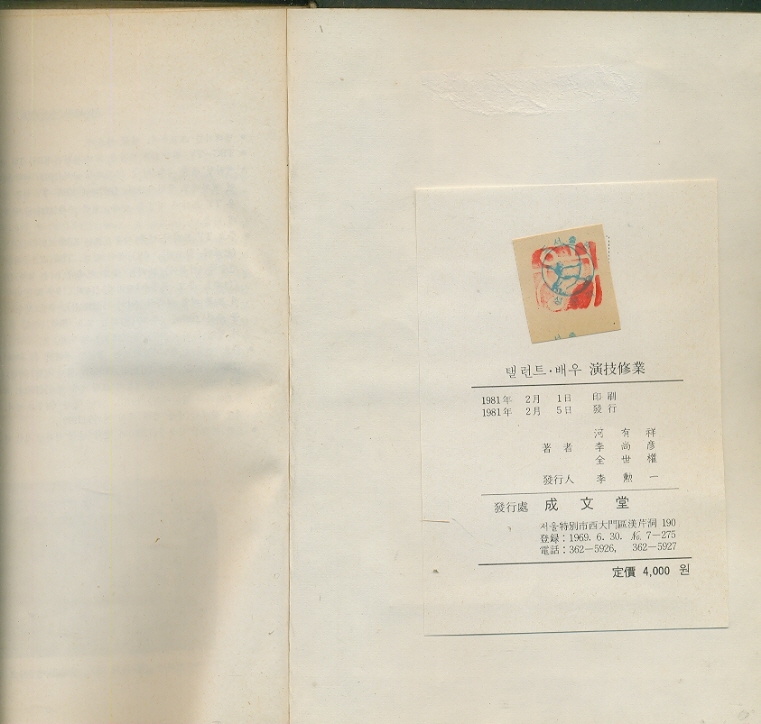 탤런트·배우 演技修業
1981年 2月 1日 印刷
1981年 2月 5日 發行
河有祥
著者 李尙彦
全世權
發行人 李勳一
發行處 成文堂
서울特別市西大門區漢芹洞 190
登録：1969. 6. 30. № 7－275
電話：362－5926, 362－5927
定價 4,000 원